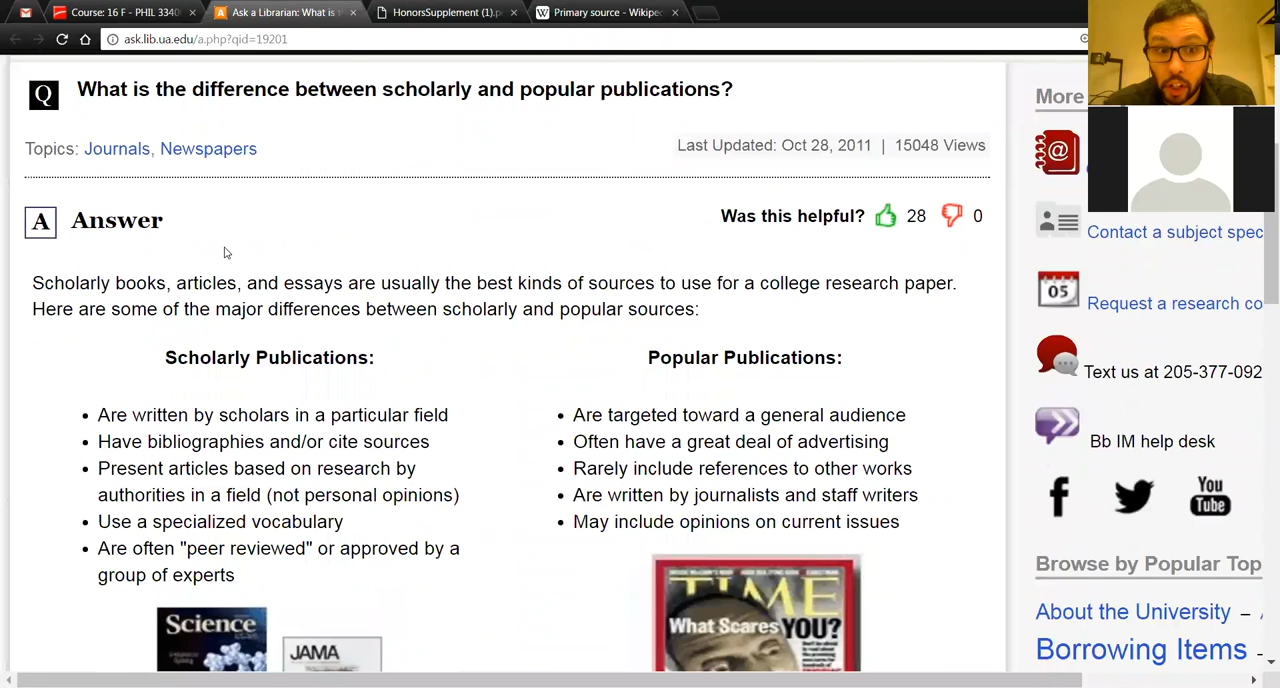 Course: 16 F - PHIL 3340
Ask a Librarian: What is
HonorsSupplement (1).p
Primary source - Wikipe
ask.lib.ua.edu/a.php?qid=19201
Q What is the difference between scholarly and popular publications?
Topics: Journals, Newspapers
Last Updated: Oct 28, 2011 | 15048 Views
A Answer
Was this helpful? 28 0
Scholarly books, articles, and essays are usually the best kinds of sources to use for a college research paper.
Here are some of the major differences between scholarly and popular sources:
Scholarly Publications:
Are written by scholars in a particular field
Have bibliographies and/or cite sources
Present articles based on research by
authorities in a field (not personal opinions)
Use a specialized vocabulary
Are often "peer reviewed" or approved by a
group of experts
Science
JAMA
Popular Publications:
Are targeted toward a general audience
Often have a great deal of advertising
Rarely include references to other works
Are written by journalists and staff writers
May include opinions on current issues
TIME
What Scares YOU?
More
Contact a subject spec
05
Request a research co
Text us at 205-377-092
Bb IM help desk
You
Tube
Browse by Popular Top
About the University –
Borrowing Items -